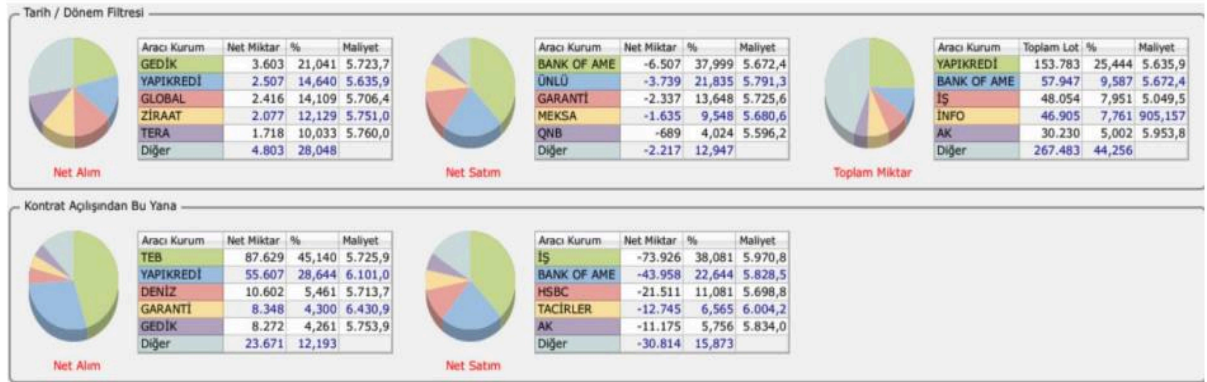 Tarih / Dönem Filtresi
Aracı Kurum Net Miktar % Maliyet
GEDİK 3.603 21,041 5.723,7
YAPIKREDİ 2.507 14,640 5.635,9
GLOBAL 2.416 14,109 5.706,4
ZİRAAT 2.077 12,129 5.751,0
TERA 1.718 10,033 5.760,0
Diğer 4.803 28,048
Net Alım
Aracı Kurum Net Miktar % Maliyet
BANK OF AME -6.507 37,999 5.672,4
ÜNLÜ -3.739 21,835 5.791,3
GARANTİ -2.337 13,648 5.725,6
MEKSA -1.635 9,548 5.680,6
QNB -689 4,024 5.596,2
Diğer -2.217 12,947
Net Satım
Aracı Kurum Toplam Lot % Maliyet
YAPIKREDİ 153.783 25,444 5.635,9
BANK OF AME 57.947 9,587 5.672,4
İŞ 48.054 7,951 5.049,5
İNFO 46.905 7,761 905,157
AK 30.230 5,002 5.953,8
Diğer 267.483 44,256
Toplam Miktar
Kontrat Açılışından Bu Yana
Aracı Kurum Net Miktar % Maliyet
TEB 87.629 45,140 5.725,9
YAPIKREDİ 55.607 28,644 6.101,0
DENİZ 10.602 5,461 5.713,7
GARANTİ 8.348 4,300 6.430,9
GEDİK 8.272 4,261 5.753,9
Diğer 23.671 12,193
Net Alım
Aracı Kurum Net Miktar % Maliyet
İŞ -73.926 38,081 5.970,8
BANK OF AME -43.958 22,644 5.828,5
HSBC -21.511 11,081 5.698,8
TACİRLER -12.745 6,565 6.004,2
AK -11.175 5,756 5.834,0
Diğer -30.814 15,873
Net Satım